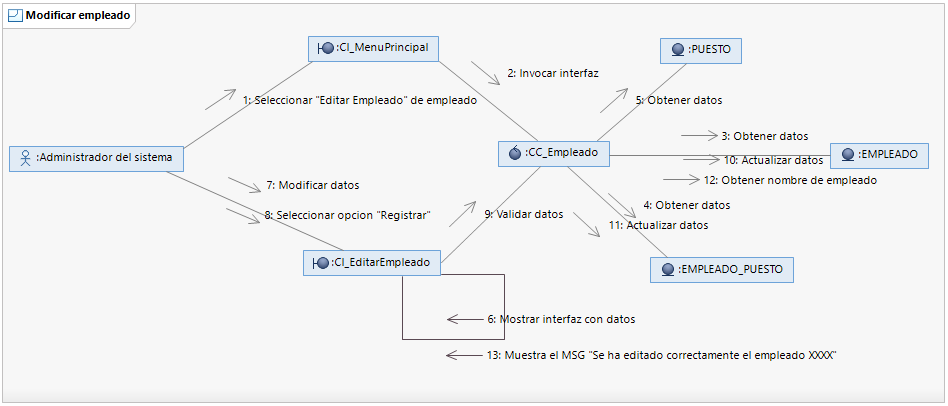 Modificar empleado
:CI_MenuPrincipal
:PUESTO
2: Invocar interfaz
1: Seleccionar "Editar Empleado" de empleado
5: Obtener datos
3: Obtener datos
:Administrador del sistema
:CC_Empleado
:EMPLEADO
10: Actualizar datos
12: Obtener nombre de empleado
7: Modificar datos
4: Obtener datos
8: Seleccionar opcion "Registrar"
9: Validar datos
11: Actualizar datos
:CI_EditarEmpleado
:EMPLEADO_PUESTO
6: Mostrar interfaz con datos
13: Muestra el MSG "Se ha editado correctamente el empleado XXXX"